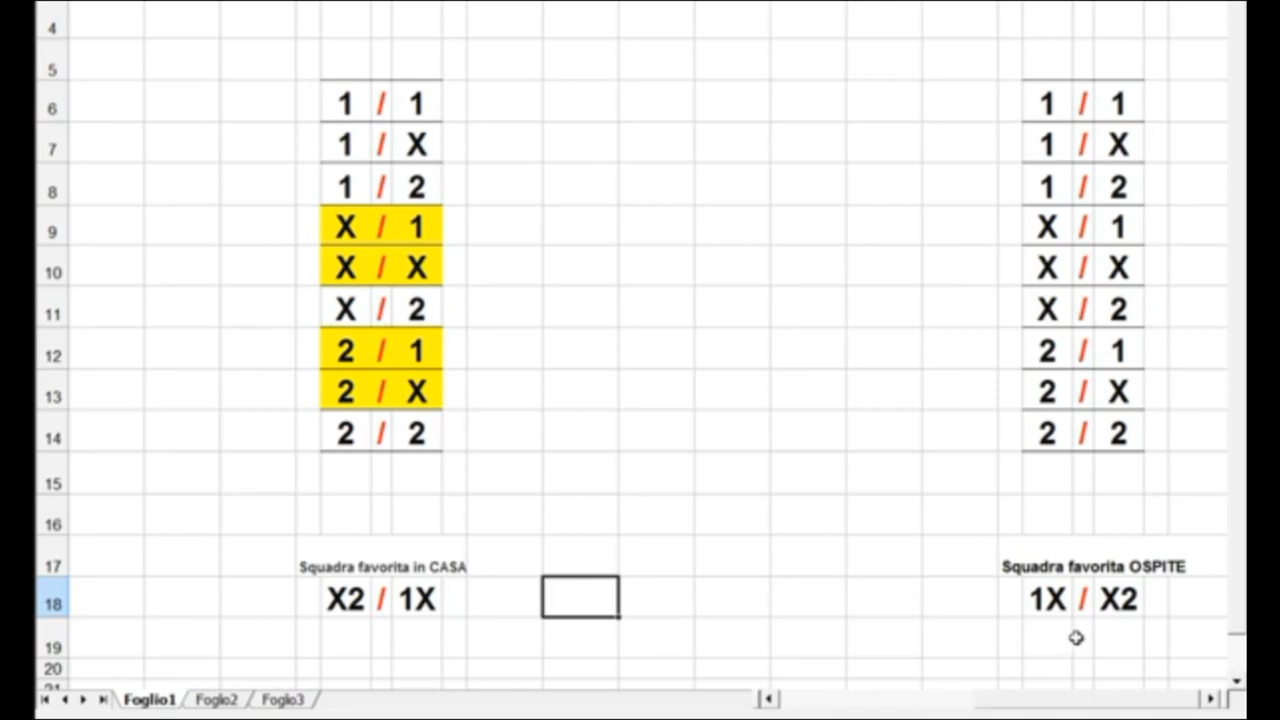 4
5
6 1 / 1 1 / 1
7 1 / X 1 / X
8 1 / 2 1 / 2
9 X / 1 X / 1
10 X / X X / X
11 X / 2 X / 2
12 2 / 1 2 / 1
13 2 / X 2 / X
14 2 / 2 2 / 2
15
16
17 Squadra favorita in CASA Squadra favorita OSPITE
18 X2 / 1X 1X / X2
19
20
21
Foglio1 Foglio2 Foglio3